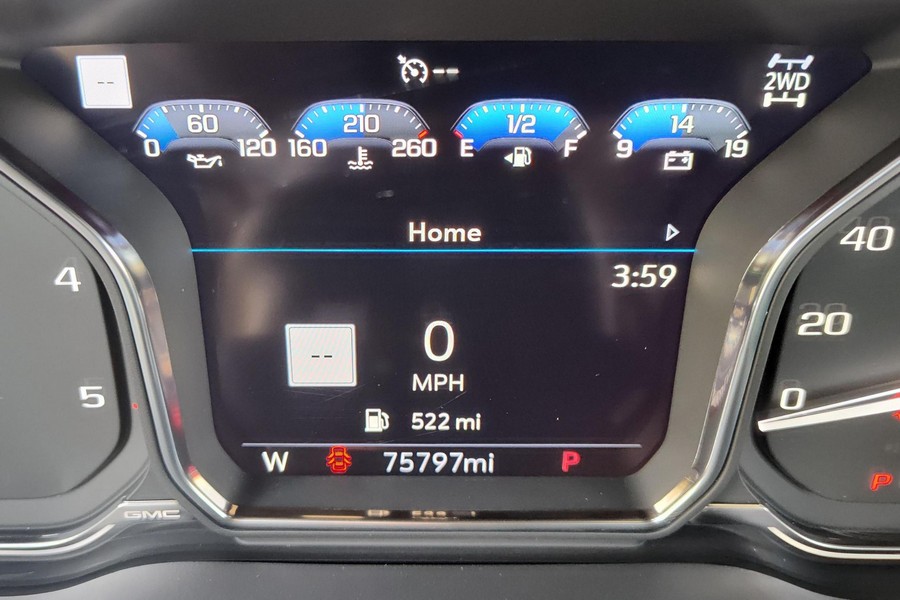 -- -- 2WD
60 210 1/2 14
0 120 160 260 E F 9 19
Home
3:59
40
4
20
-- 0
MPH
5
0
522 mi
W 75797mi P
P
GMC